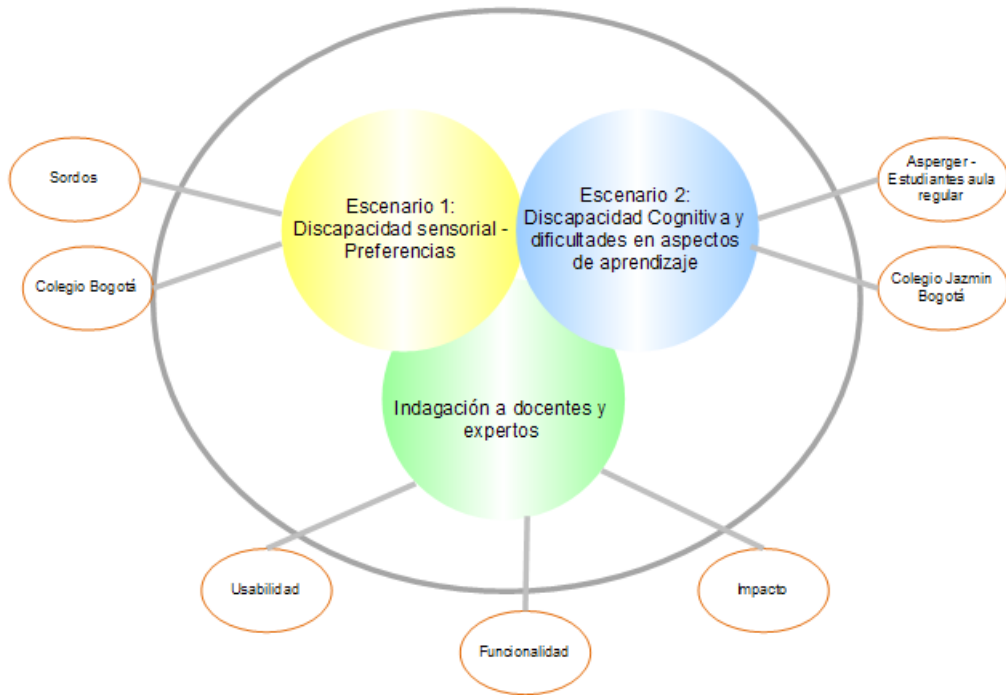 Sordos
Colegio Bogotá
Escenario 1:
Discapacidad sensorial -
Preferencias
Escenario 2:
Discapacidad Cognitiva y
dificultades en aspectos
de aprendizaje
Asperger -
Estudiantes aula
regular
Colegio Jazmin
Bogotá
Indagación a docentes y
expertos
Usabilidad
Funcionalidad
Impacto